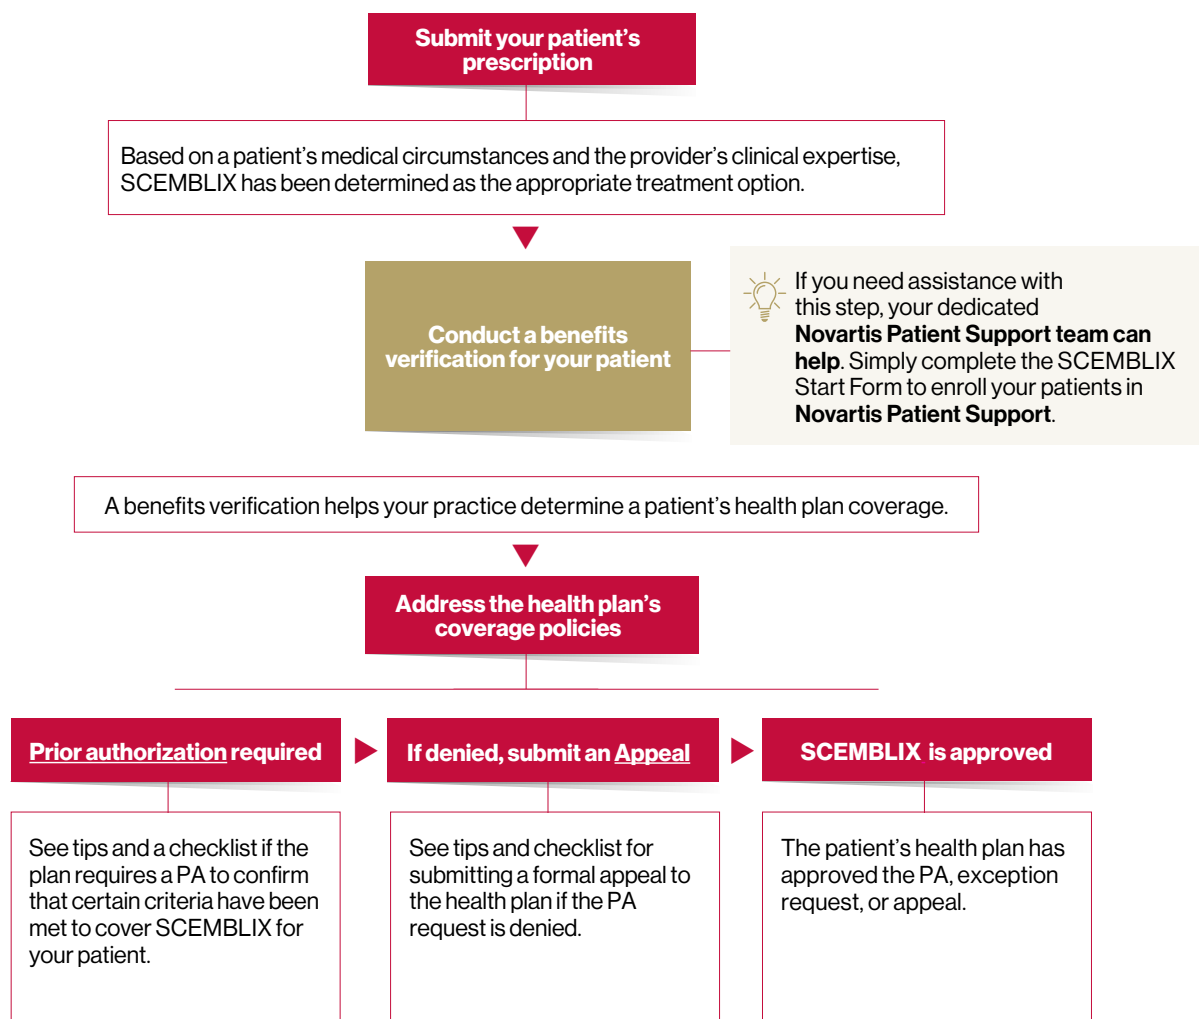 Submit your patient's
prescription
Based on a patient's medical circumstances and the provider's clinical expertise,
SCEMBLIX has been determined as the appropriate treatment option.
Conduct a benefits
verification for your patient
If you need assistance with
this step, your dedicated
Novartis Patient Support team can
help. Simply complete the SCEMBLIX
Start Form to enroll your patients in
Novartis Patient Support.
A benefits verification helps your practice determine a patient's health plan coverage.
Address the health plan's
coverage policies
Prior authorization required
See tips and a checklist if the
plan requires a PA to confirm
that certain criteria have been
met to cover SCEMBLIX for
your patient.
If denied, submit an Appeal
See tips and checklist for
submitting a formal appeal to
the health plan if the PA
request is denied.
SCEMBLIX is approved
The patient's health plan has
approved the PA, exception
request, or appeal.